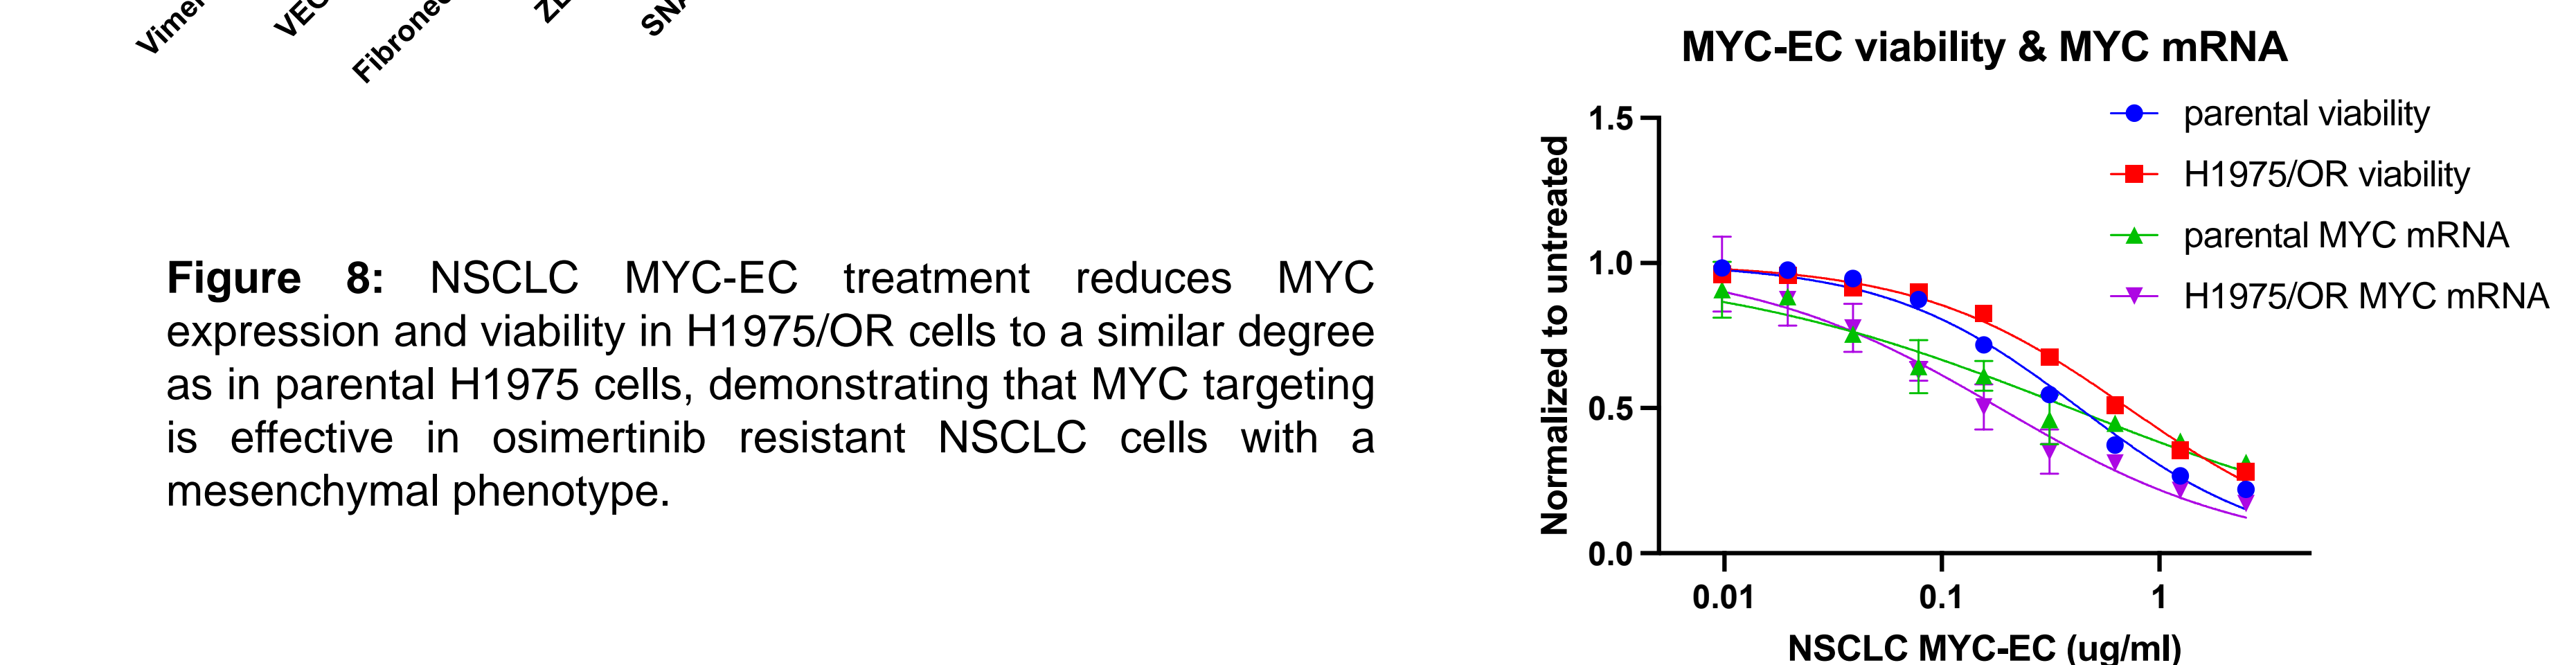 MYC-EC viability & MYC mRNA
parental viability
H1975/OR viability
parental MYC mRNA
H1975/OR MYC mRNA
Normalized to untreated
1.5
1.0
0.5
0.0
0.01 0.1 1
NSCLC MYC-EC (ug/ml)
Figure 8: NSCLC MYC-EC treatment reduces MYC
expression and viability in H1975/OR cells to a similar degree
as in parental H1975 cells, demonstrating that MYC targeting
is effective in osimertinib resistant NSCLC cells with a
mesenchymal phenotype.